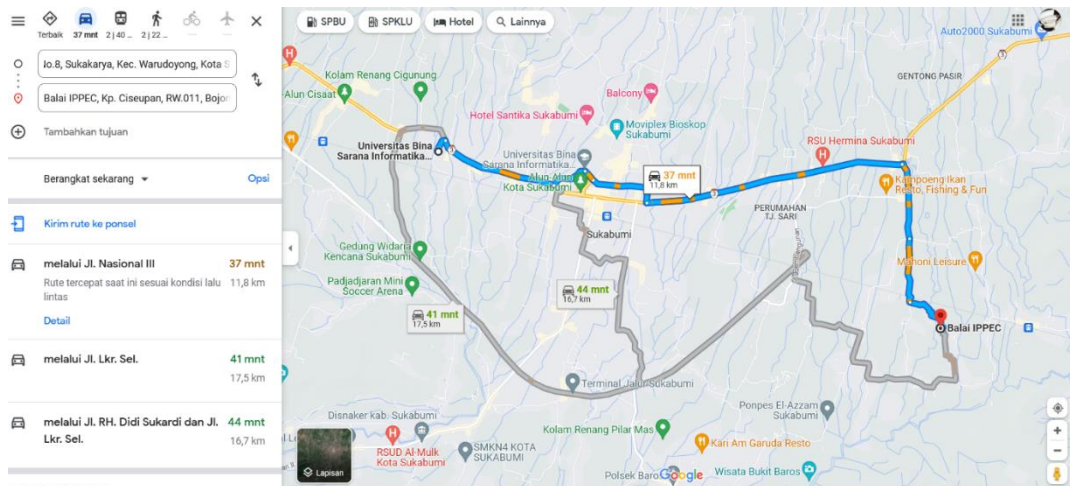 Terbaik
37 mnt
2 j 40 ...
2 j 22 ...
lo.8, Sukakarya, Kec. Warudoyong, Kota S
Balai IPPEC, Kp. Ciseupan, RW.011, Bojor
Tambahkan tujuan
Berangkat sekarang
Opsi
Kirim rute ke ponsel
melalui Jl. Nasional III
37 mnt
Rute tercepat saat ini sesuai kondisi lalu
lintas
11,8 km
Detail
melalui Jl. Lkr. Sel.
41 mnt
17,5 km
melalui Jl. RH. Didi Sukardi dan Jl.
Lkr. Sel.
44 mnt
16,7 km
SPBU
SPKLU
Hotel
Lainnya
Auto2000 Sukabumi
Kolam Renang Cigunung
GENTONG PASIR
-Alun Cisaat
Balcony
Hotel Santika Sukabumi
Moviplex Bioskop
Sukabumi
RSU Hermina Sukabumi
Universitas Bina
Sarana Informatika...
Universitas Bina
Sarana Informatika...
Alun-Alun
Kota Sukabumi
37 mnt
11,8 km
Kampoeng Ikan
Resto, Fishing & Fun
PERUMAHAN
TJ. SARI
Sukabumi
Gedung Widaria
Kencana Sukabumi
Mahoni Leisure
Padjadjaran Mini
Soccer Arena
44 mnt
16,7 km
41 mnt
17,5 km
Balai IPPEC
Terminal Jalur Sukabumi
Disnaker kab. Sukabumi
Ponpes El-Azzam
Sukabumi
Kolam Renang Pilar Mas
RSUD Al-Mulk
Kota Sukabumi
SMKN4 KOTA
SUKABUMI
Kari Am Garuda Resto
Lapisan
Polsek Baros
Google
Wisata Bukit Baros